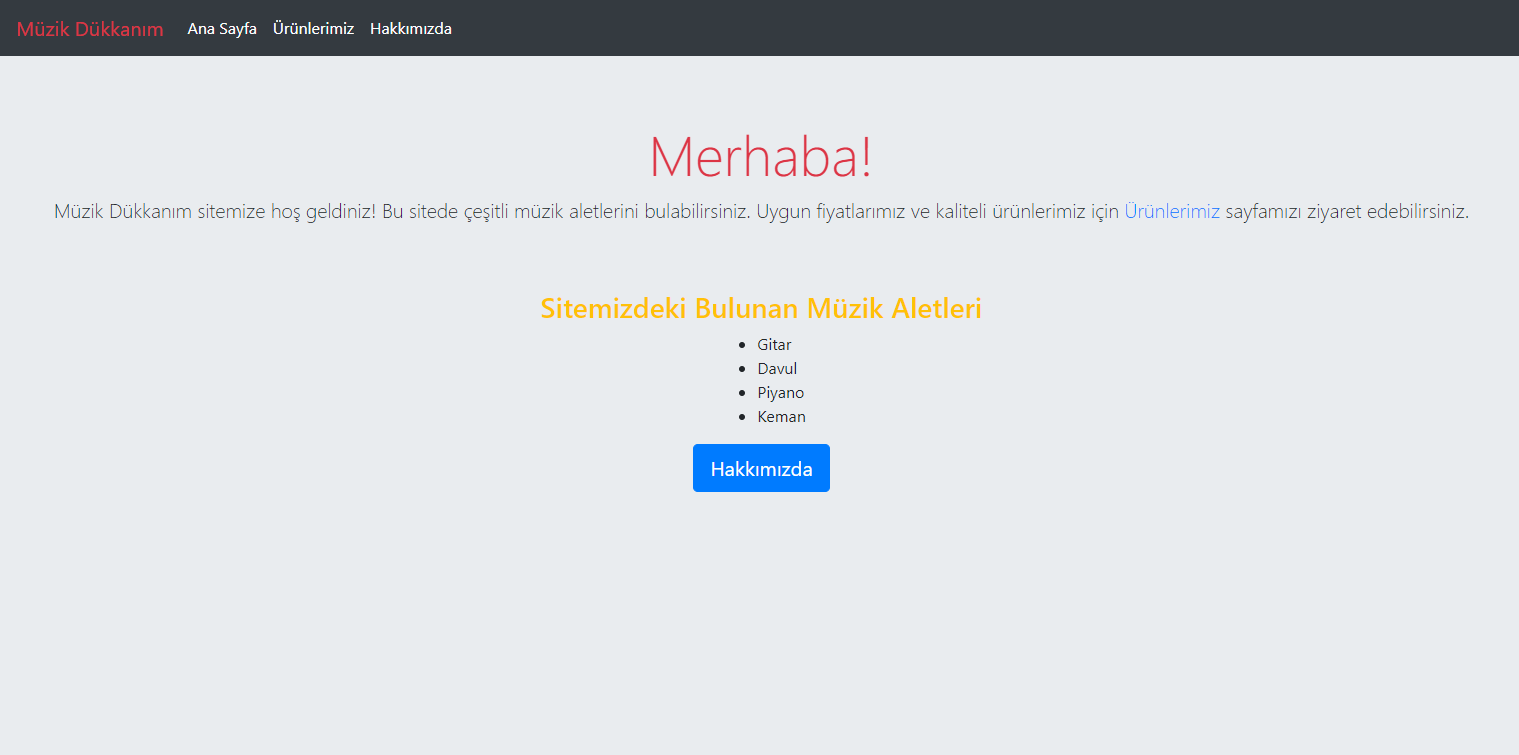 Müzik Dükkanım Ana Sayfa Ürünlerimiz Hakkımızda
Merhaba!
Müzik Dükkanım sitemize hoş geldiniz! Bu sitede çeşitli müzik aletlerini bulabilirsiniz. Uygun fiyatlarımız ve kaliteli ürünlerimiz için Ürünlerimiz sayfamızı ziyaret edebilirsiniz.
Sitemizdeki Bulunan Müzik Aletleri
Gitar
Davul
Piyano
Keman
Hakkımızda